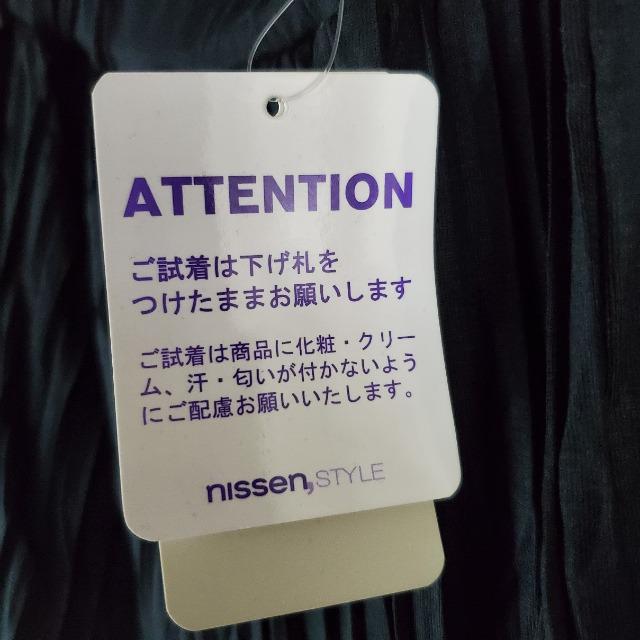 ATTENTION
ご試着は下げ札を
つけたままお願いします
ご試着は商品に化粧・クリー
ム、汗・匂いが付かないよう
にご配慮お願いいたします。
nissen,STYLE